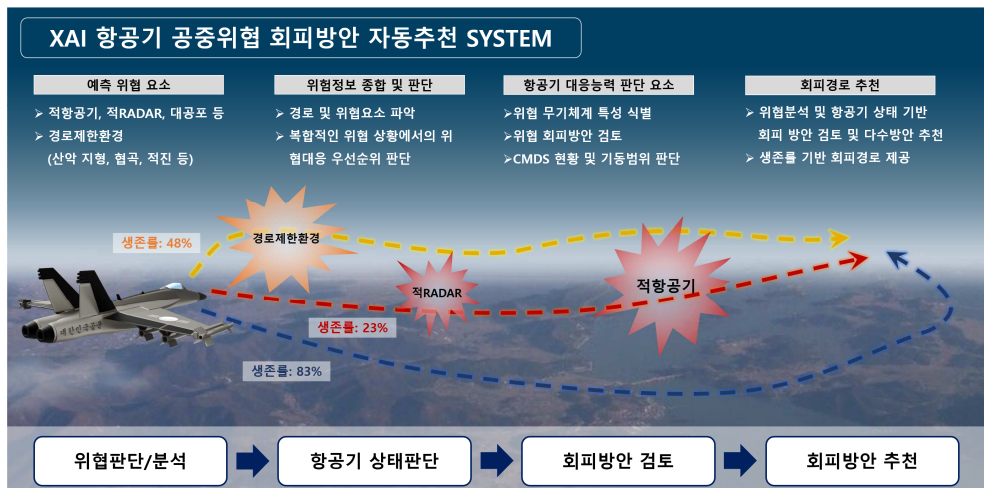 XAI 항공기 공중위협 회피방안 자동추천 SYSTEM
예측 위협 요소
➢ 적항공기, 적RADAR, 대공포 등
➢ 경로제한환경
(산악 지형, 협곡, 적진 등)
위험정보 종합 및 판단
➢ 경로 및 위협요소 파악
➢ 복합적인 위협 상황에서의 위
협대응 우선순위 판단
항공기 대응능력 판단 요소
➢위협 무기체계 특성 식별
➢위협 회피방안 검토
➢CMDS 현황 및 기동범위 판단
회피경로 추천
➢ 위협분석 및 항공기 상태 기반
회피 방안 검토 및 다수방안 추천
➢ 생존률 기반 회피경로 제공
생존률: 48%
경로제한환경
적RADAR
적항공기
대한민국공군
생존률: 23%
생존률: 83%
위협판단/분석
항공기 상태판단
회피방안 검토
회피방안 추천